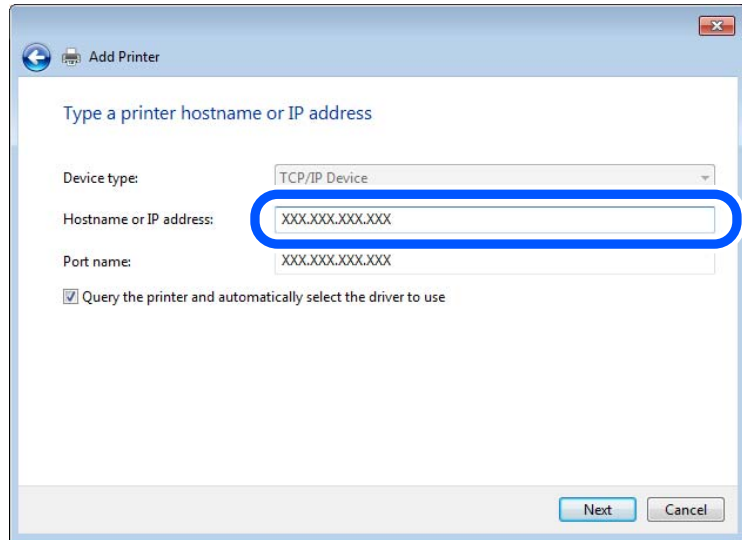 Add Printer
Type a printer hostname or IP address
Device type: TCP/IP Device
Hostname or IP address: XXX.XXX.XXX.XXX
Port name: XXX.XXX.XXX.XXX
Query the printer and automatically select the driver to use
Next Cancel